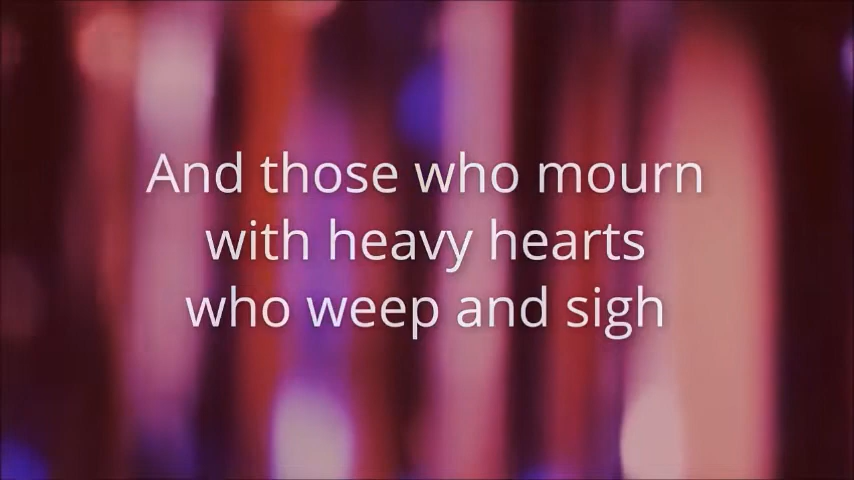 And those who mourn
with heavy hearts
who weep and sigh